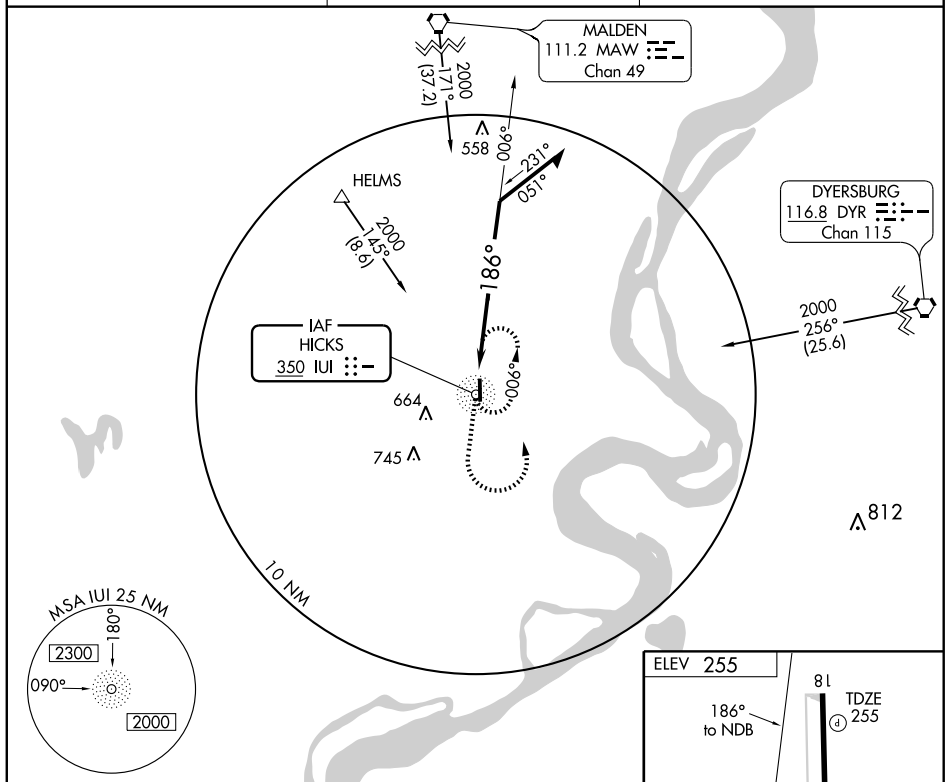 MALDEN
111.2 MAW
Chan 49
2000
171°
(37.2)
558
006°
231°
051°
HELMS
2000
145°
(8.6)
DYERSBURG
116.8 DYR
Chan 115
186°
2000
256°
(25.6)
IAF
HICKS
350 IUI
006°
664
745
812
10 NM
MSA IUI 25 NM
180°
2300
090°
2000
ELEV 255
18
TDZE
255
186°
to NDB
P